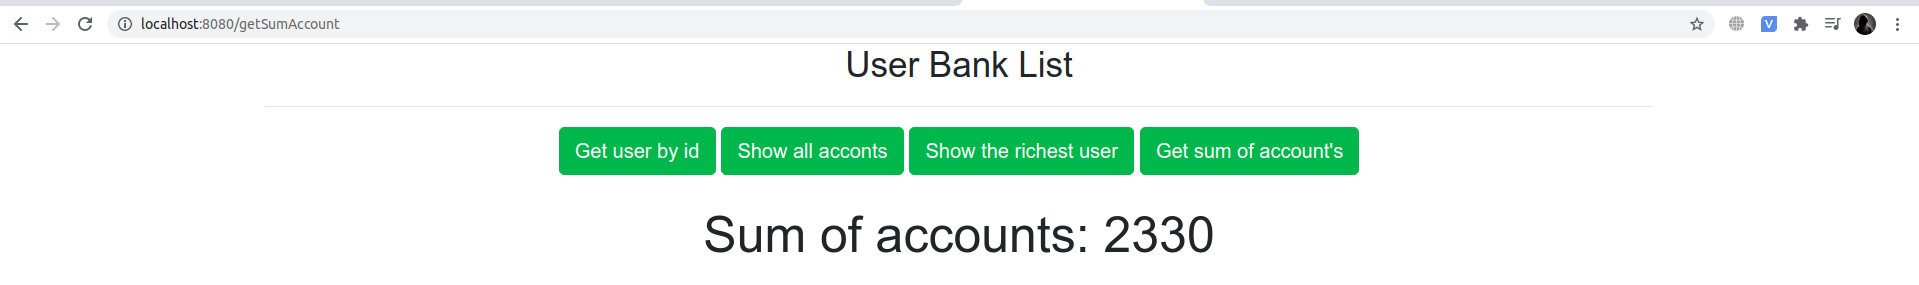 localhost:8080/getSumAccount
V
User Bank List
Get user by id Show all acconts Show the richest user Get sum of account's
Sum of accounts: 2330